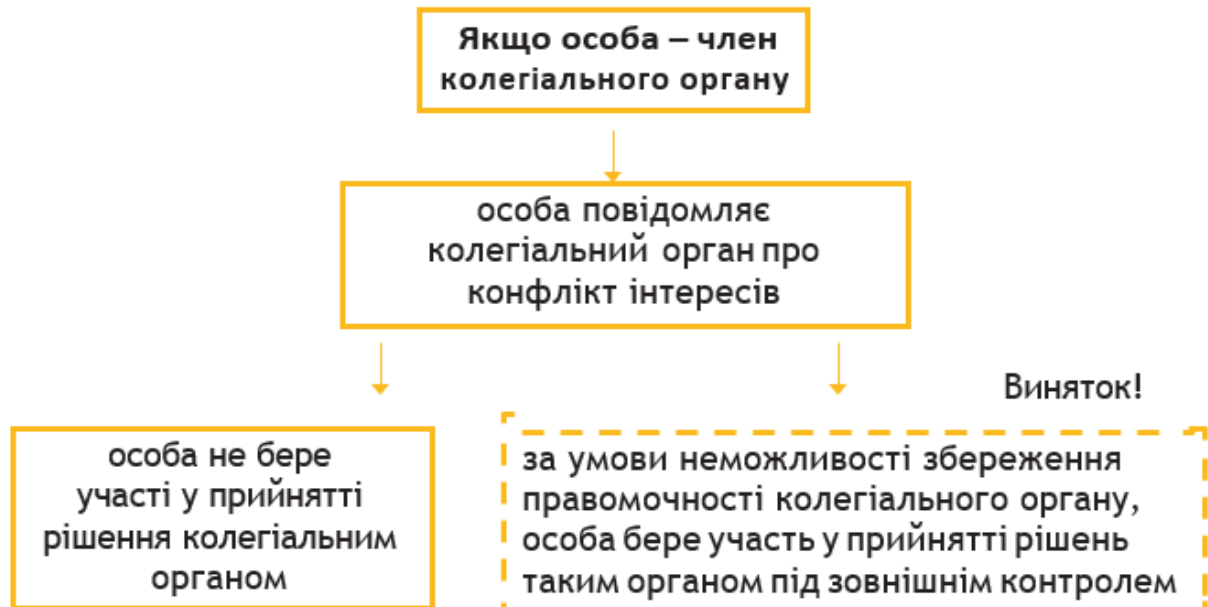 Якщо особа – член
колегіального органу
особа повідомляє
колегіальний орган про
конфлікт інтересів
Виняток!
особа не бере
участі у прийнятті
рішення колегіальним
органом
за умови неможливості збереження
правомочності колегіального органу,
особа бере участь у прийнятті рішень
таким органом під зовнішнім контролем